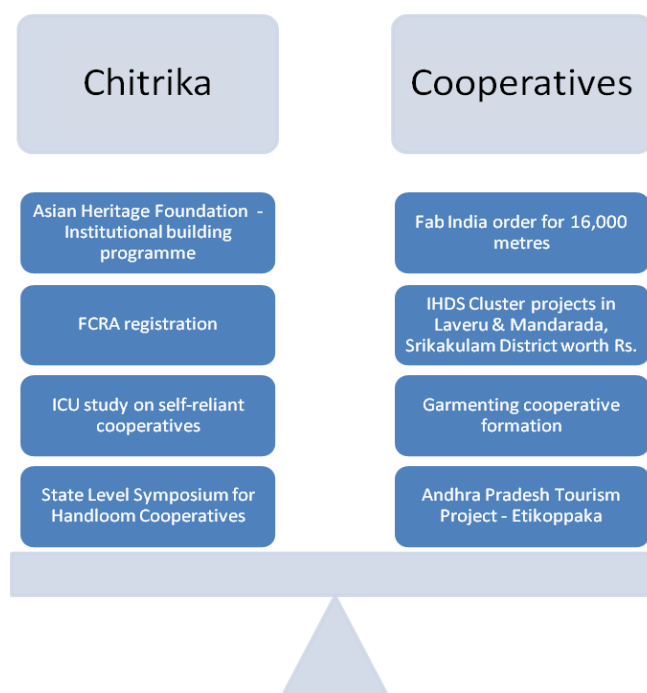 Chitrika
Asian Heritage Foundation -
Institutional building
programme
FCRA registration
ICU study on self-reliant
cooperatives
State Level Symposium for
Handloom Cooperatives
Cooperatives
Fab India order for 16,000
metres
IHDS Cluster projects in
Laveru & Mandarada,
Srikakulam District worth Rs.
Garmenting cooperative
formation
Andhra Pradesh Tourism
Project - Etikoppaka